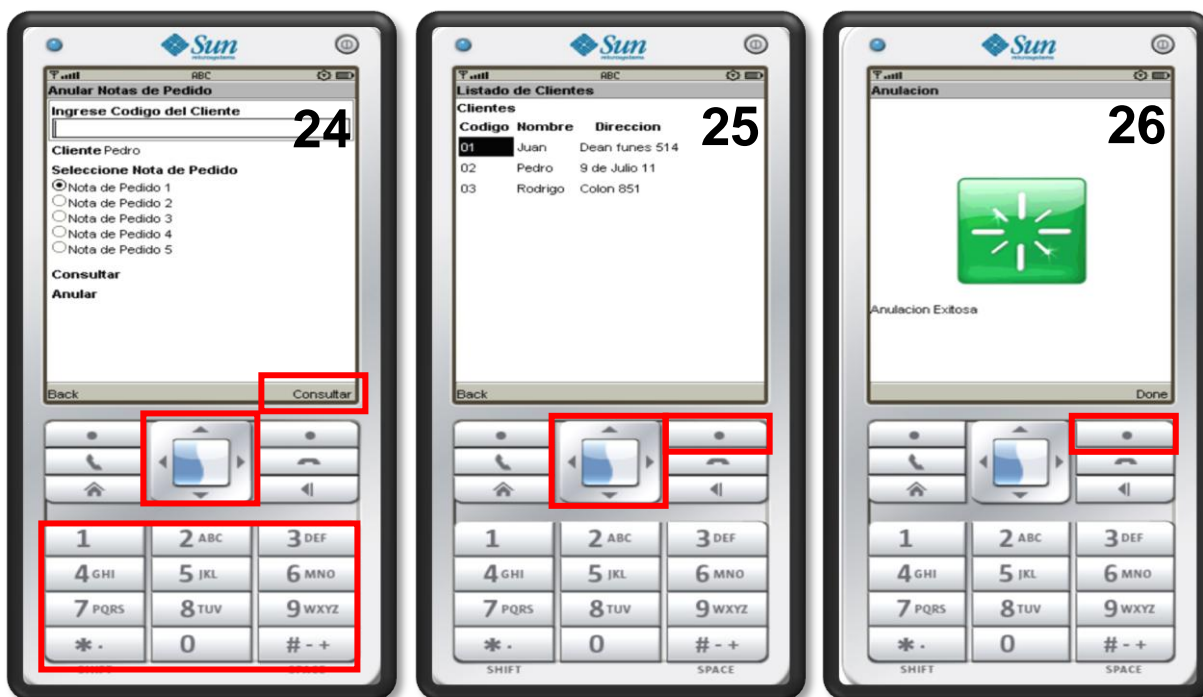 Sun
microsystems
ABC
Anular Notas de Pedido
Ingrese Codigo del Cliente
24
Cliente Pedro
Seleccione Nota de Pedido
Nota de Pedido 1
Nota de Pedido 2
Nota de Pedido 3
Nota de Pedido 4
Nota de Pedido 5
Consultar
Anular
Back Consultar
1 2 ABC 3 DEF
4 GHI 5 JKL 6 MNO
7 PQRS 8 TUV 9 WXYZ
* . 0 # - +
SHIFT SPACE
Sun
microsystems
ABC
Listado de Clientes
25
Clientes
Codigo Nombre Direccion
01 Juan Dean funes 514
02 Pedro 9 de Julio 11
03 Rodrigo Colon 851
Back
1 2 ABC 3 DEF
4 GHI 5 JKL 6 MNO
7 PQRS 8 TUV 9 WXYZ
* . 0 # - +
SHIFT SPACE
Sun
microsystems
Anulacion
26
Anulacion Exitosa
Done
1 2 ABC 3 DEF
4 GHI 5 JKL 6 MNO
7 PQRS 8 TUV 9 WXYZ
* . 0 # - +
SHIFT SPACE